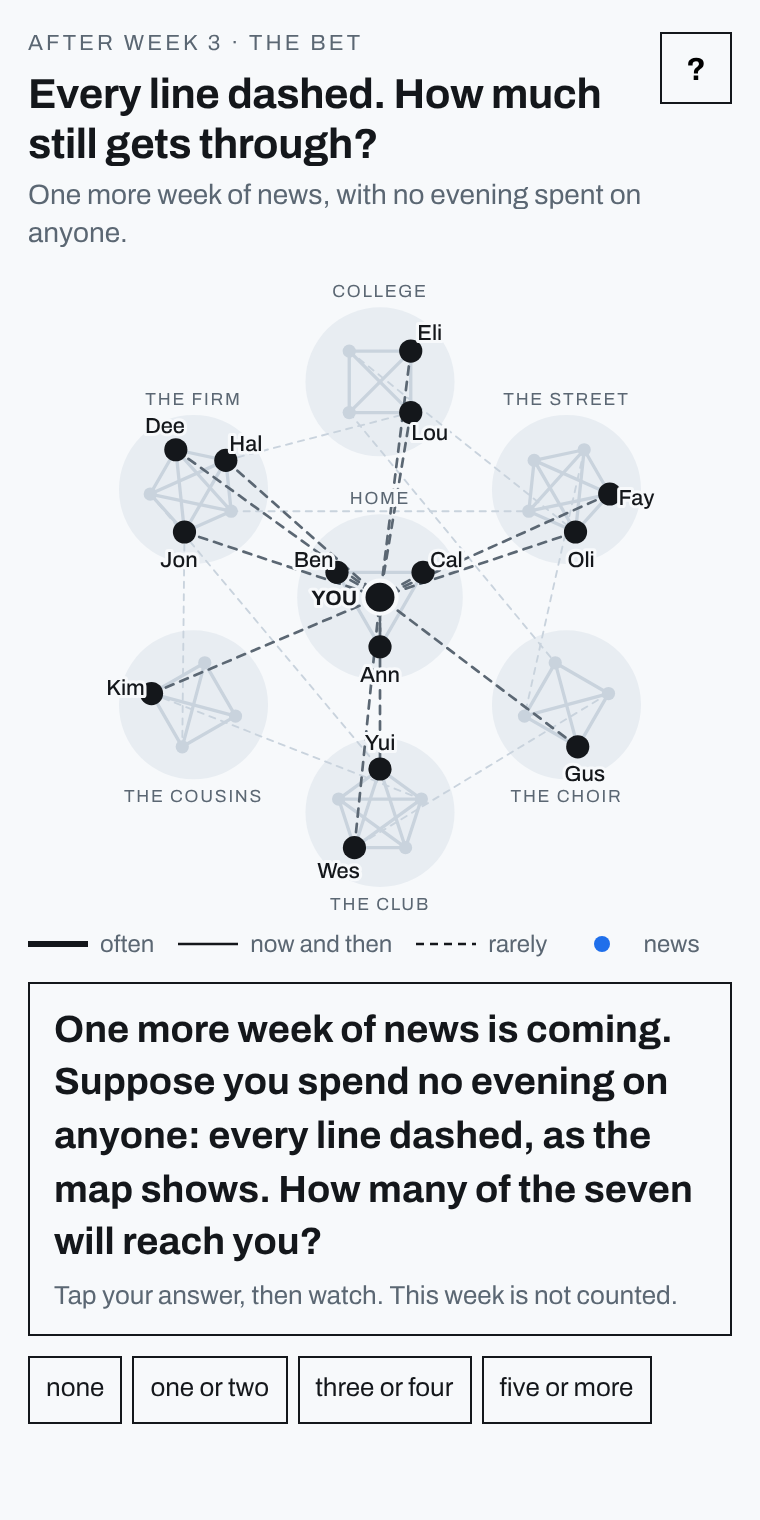 AFTER WEEK 3 · THE BET
?
Every line dashed. How much
still gets through?
One more week of news, with no evening spent on
anyone.
COLLEGE
Eli
THE FIRM
THE STREET
Dee
Hal
Lou
HOME
Fay
Jon
Ben
Cal
Oli
YOU
Ann
Kim
Yui
Gus
THE COUSINS
THE CHOIR
Wes
THE CLUB
often
now and then
rarely
news
One more week of news is coming.
Suppose you spend no evening on
anyone: every line dashed, as the
map shows. How many of the seven
will reach you?
Tap your answer, then watch. This week is not counted.
none
one or two
three or four
five or more